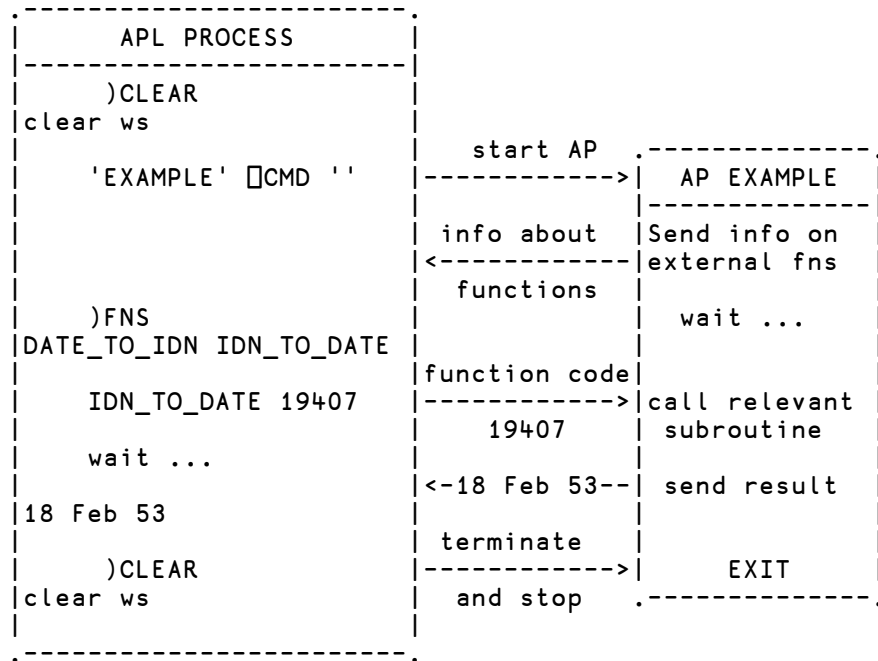 APL PROCESS
)CLEAR
clear ws
start AP
'EXAMPLE' ⎕CMD ''
------------>
AP EXAMPLE
info about
Send info on
<------------
external fns
functions
)FNS
wait ...
DATE_TO_IDN IDN_TO_DATE
function code
IDN_TO_DATE 19407
------------>
call relevant
19407
subroutine
wait ...
<-18 Feb 53--
send result
18 Feb 53
terminate
)CLEAR
------------>
EXIT
clear ws
and stop